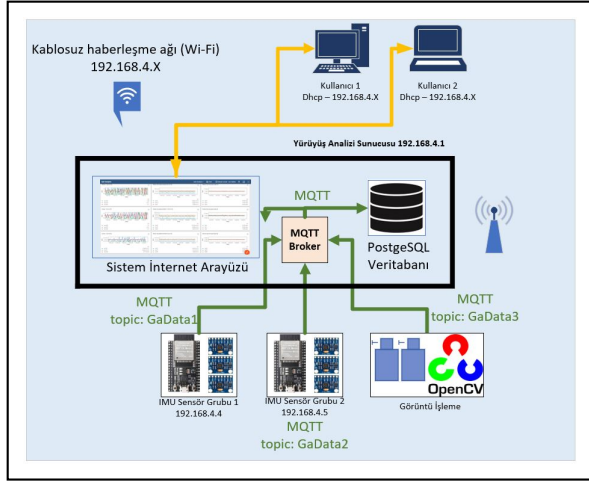 Kablosuz haberleşme ağı (Wi-Fi)
192.168.4.X
Kullanıcı 1
Dhcp – 192.168.4.X
Kullanıcı 2
Dhcp – 192.168.4.X
Yürüyüş Analizi Sunucusu 192.168.4.1
MQTT
MQTT
Broker
PostgeSQL
Veritabanı
Sistem İnternet Arayüzü
MQTT
topic: GaData1
MQTT
topic: GaData3
OpenCV
IMU Sensör Grubu 1
192.168.4.4
IMU Sensör Grubu 2
192.168.4.5
Görüntü İşleme
MQTT
topic: GaData2